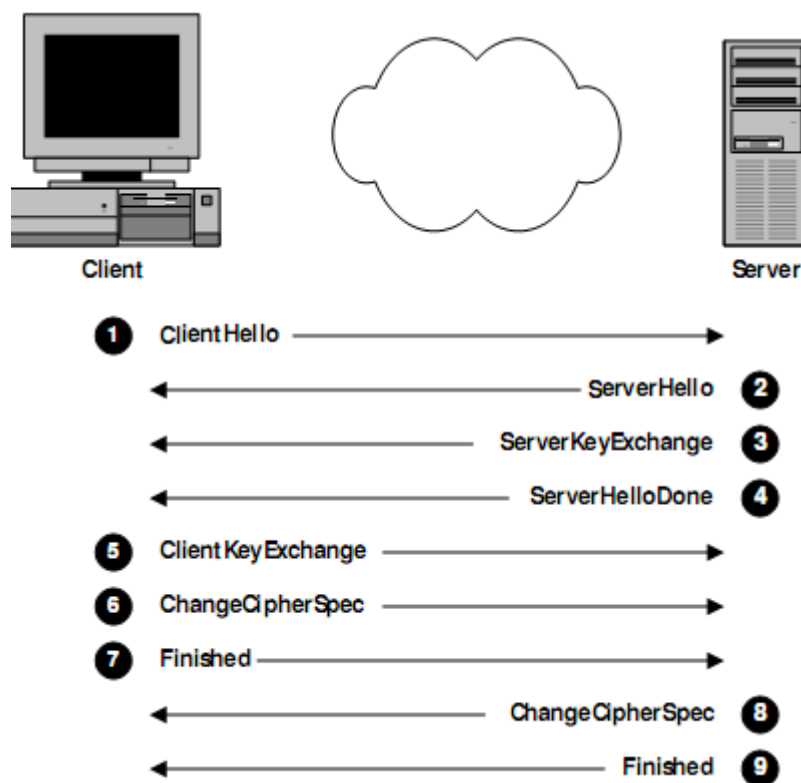 Client
Server
1 ClientHello
ServerHello 2
ServerKeyExchange 3
ServerHelloDone 4
5 ClientKeyExchange
6 ChangeCipherSpec
7 Finished
ChangeCipherSpec 8
Finished 9